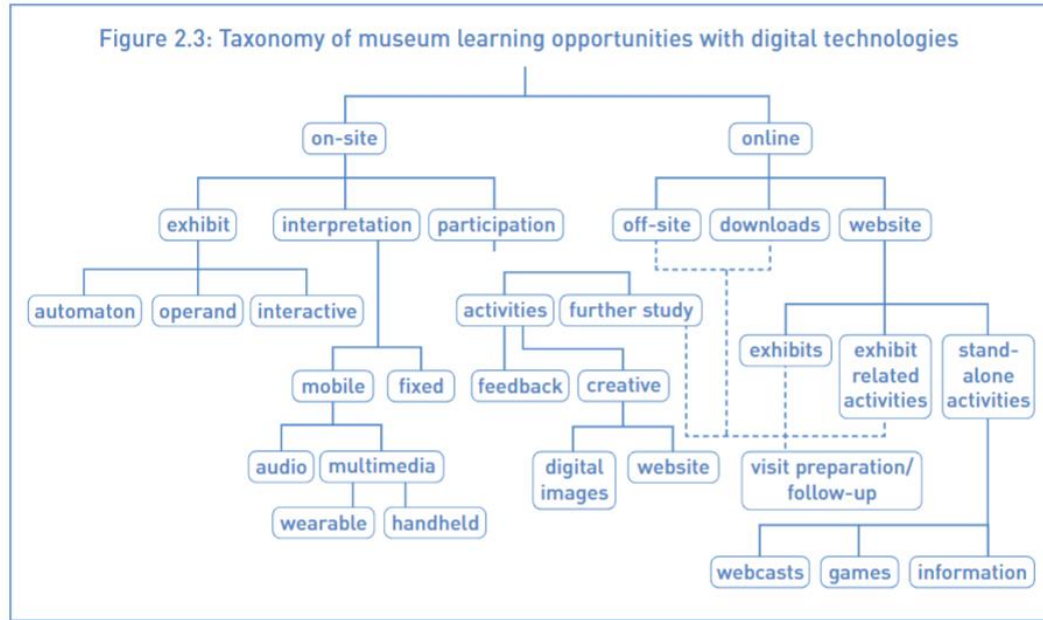 Figure 2.3: Taxonomy of museum learning opportunities with digital technologies
on-site
online
exhibit
interpretation
participation
off-site
downloads
website
automaton
operand
interactive
activities
further study
exhibits
exhibit
related
activities
stand-
alone
activities
mobile
fixed
feedback
creative
audio
multimedia
digital
images
website
visit preparation/
follow-up
wearable
handheld
webcasts
games
information